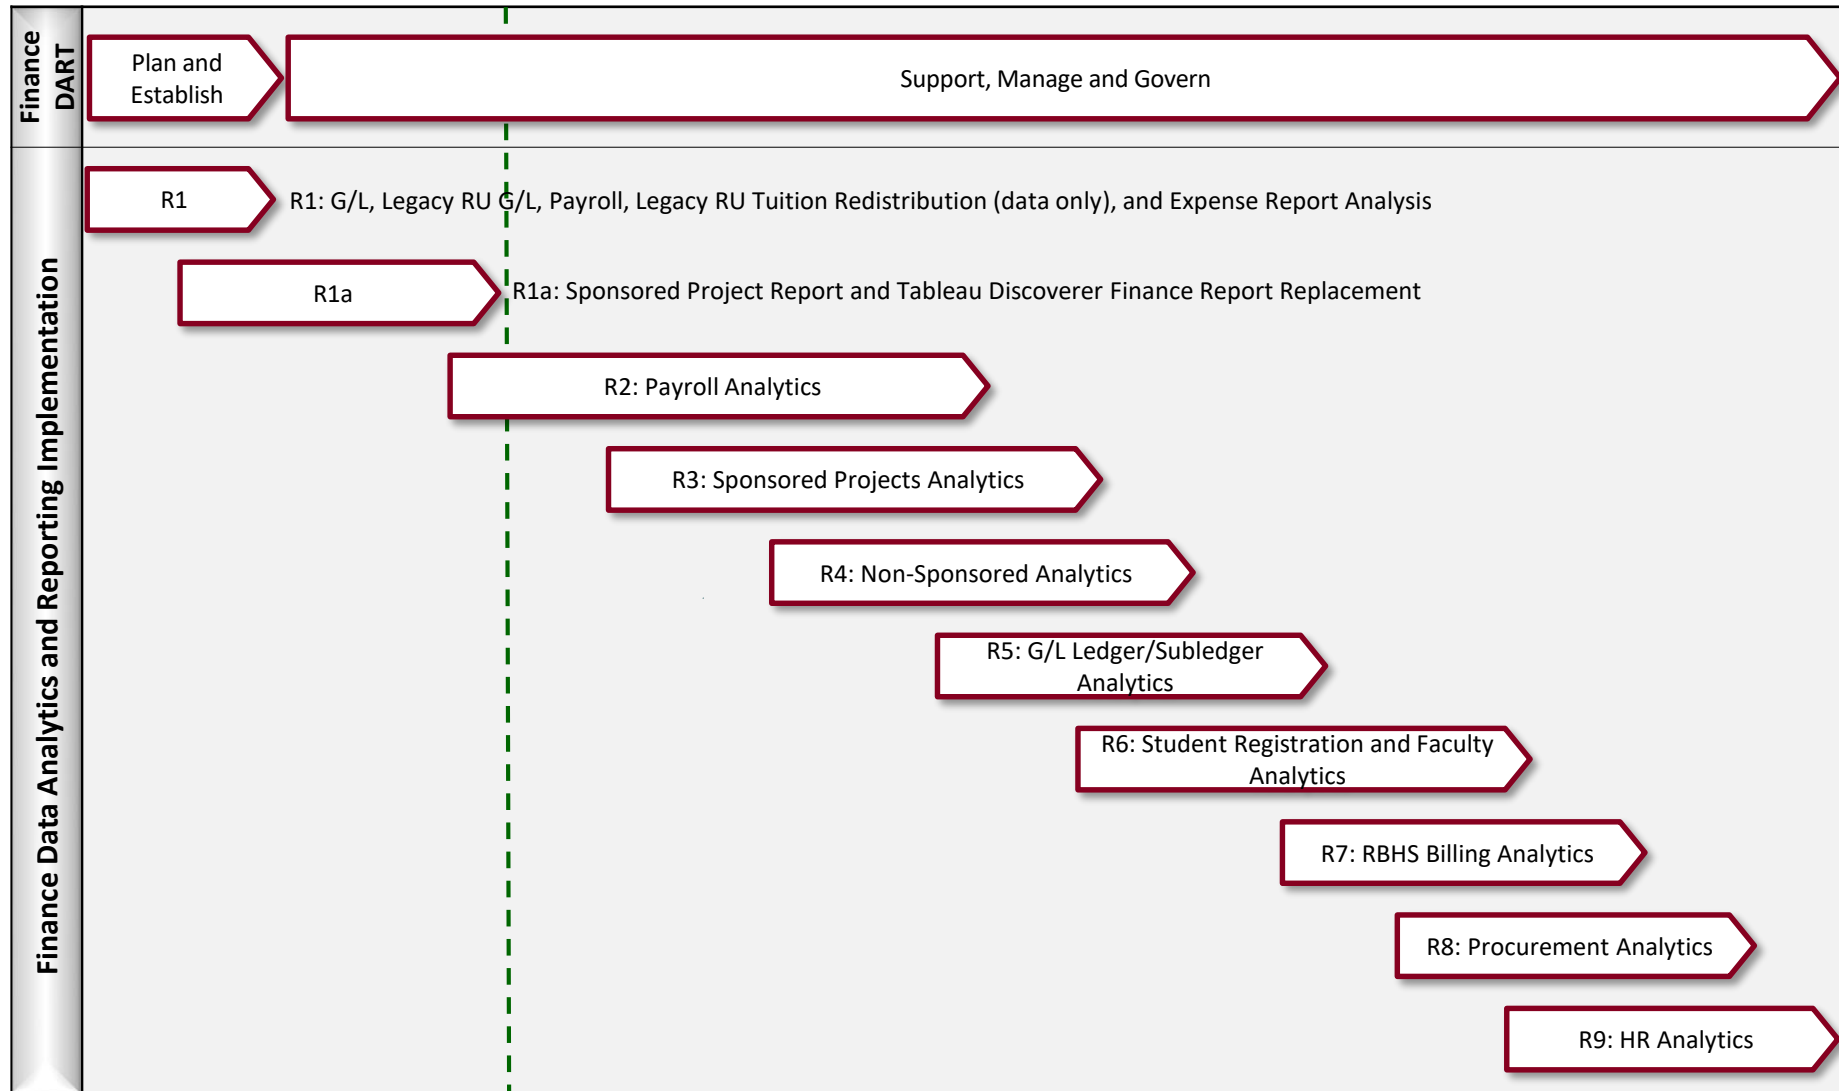 Finance
DART
Plan and
Establish
Support, Manage and Govern
Finance Data Analytics and Reporting Implementation
R1
R1: G/L, Legacy RU G/L, Payroll, Legacy RU Tuition Redistribution (data only), and Expense Report Analysis
R1a
R1a: Sponsored Project Report and Tableau Discoverer Finance Report Replacement
R2: Payroll Analytics
R3: Sponsored Projects Analytics
R4: Non-Sponsored Analytics
R5: G/L Ledger/Subledger
Analytics
R6: Student Registration and Faculty
Analytics
R7: RBHS Billing Analytics
R8: Procurement Analytics
R9: HR Analytics